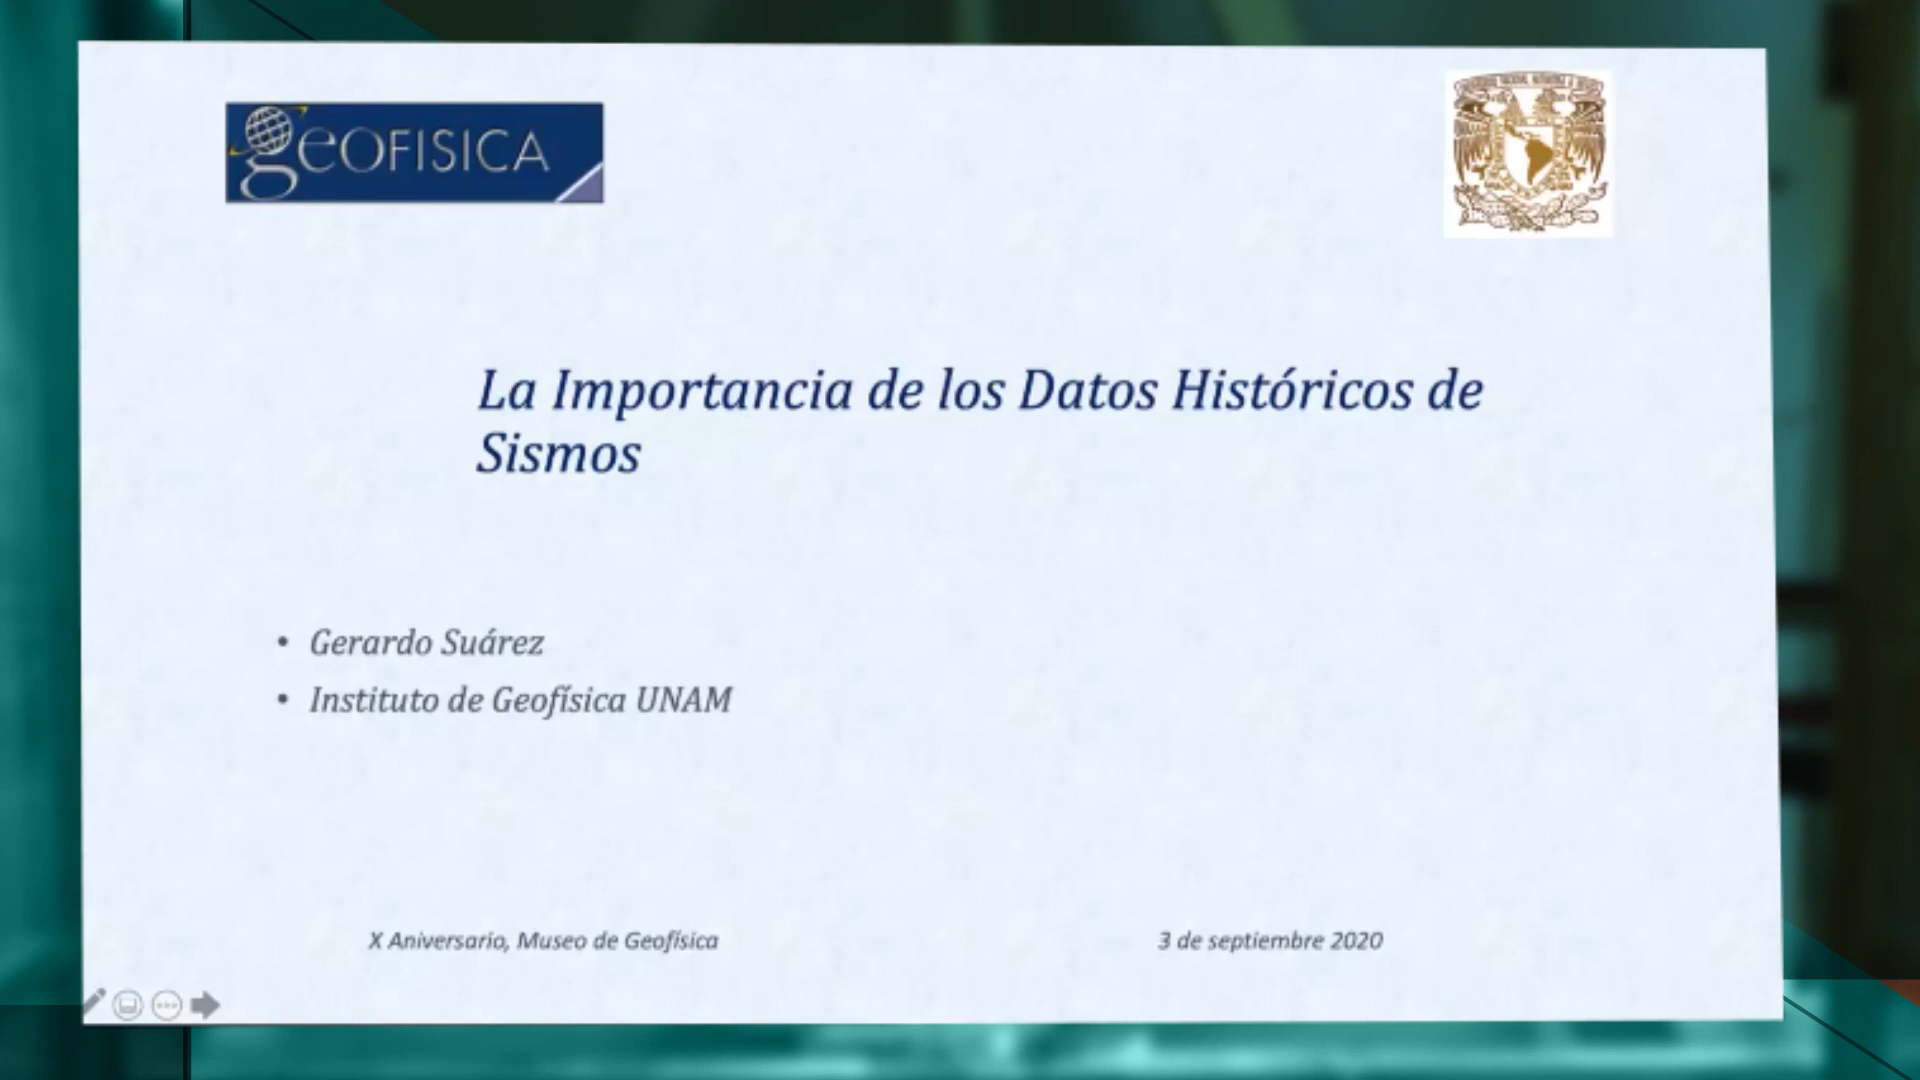 geOFISICA
La Importancia de los Datos Históricos de
Sismos
• Gerardo Suárez
• Instituto de Geofísica UNAM
X Aniversario, Museo de Geofísica
3 de septiembre 2020